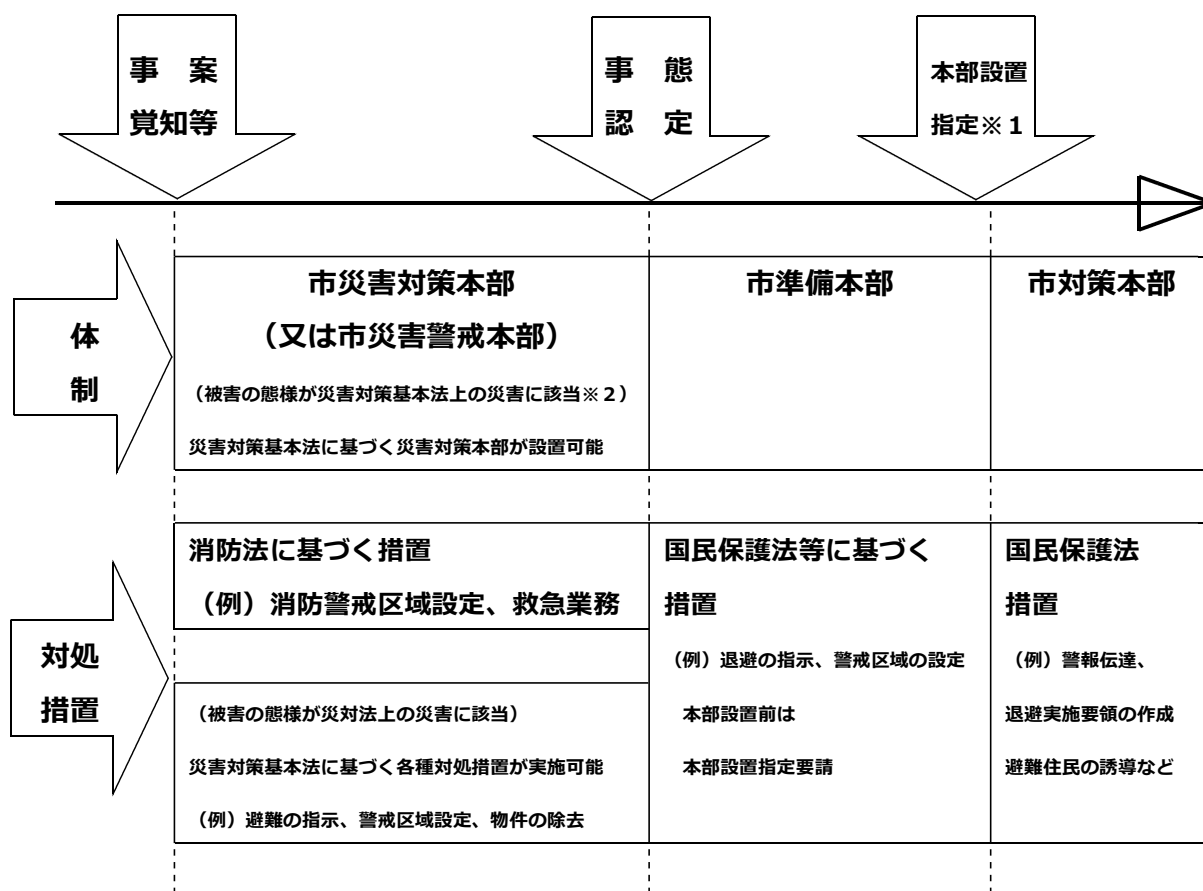 事 案
覚知等
事 態
認 定
本部設置
指定※1
体
制
市災害対策本部
(又は市災害警戒本部)
(被害の態様が災害対策基本法上の災害に該当※2)
災害対策基本法に基づく災害対策本部が設置可能
市準備本部
市対策本部
対処
措置
消防法に基づく措置
(例)消防警戒区域設定、救急業務
(被害の態様が災対法上の災害に該当)
災害対策基本法に基づく各種対処措置が実施可能
(例)避難の指示、警戒区域設定、物件の除去
国民保護法等に基づく
措置
(例)退避の指示、警戒区域の設定
本部設置前は
本部設置指定要請
国民保護法
措置
(例)警報伝達、
退避実施要領の作成
避難住民の誘導など